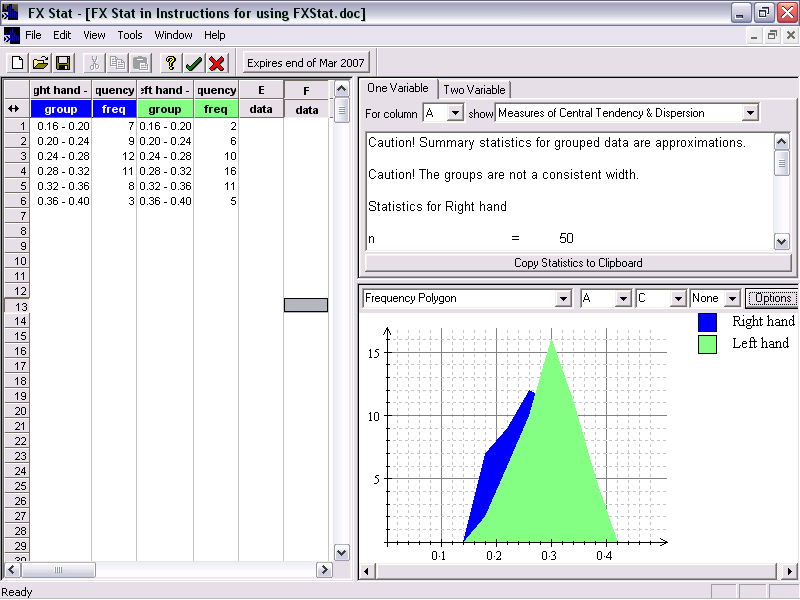 FX Stat - [FX Stat in Instructions for using FXStat.doc]
File Edit View Tools Window Help
Expires end of Mar 2007
ght hand - quency eft hand - quency E F
group freq group freq data data
1 0.16 - 0.20 7 0.16 - 0.20 2
2 0.20 - 0.24 9 0.20 - 0.24 6
3 0.24 - 0.28 12 0.24 - 0.28 10
4 0.28 - 0.32 11 0.28 - 0.32 16
5 0.32 - 0.36 8 0.32 - 0.36 11
6 0.36 - 0.40 3 0.36 - 0.40 5
7
8
9
10
11
12
13
14
15
16
17
18
19
20
21
22
23
24
25
26
27
28
29
30
One Variable Two Variable
For column A show Measures of Central Tendency & Dispersion
Caution! Summary statistics for grouped data are approximations.
Caution! The groups are not a consistent width.
Statistics for Right hand
n = 50
Copy Statistics to Clipboard
Frequency Polygon A C None Options
Right hand
Left hand
15
10
5
0·1 0·2 0·3 0·4
Ready